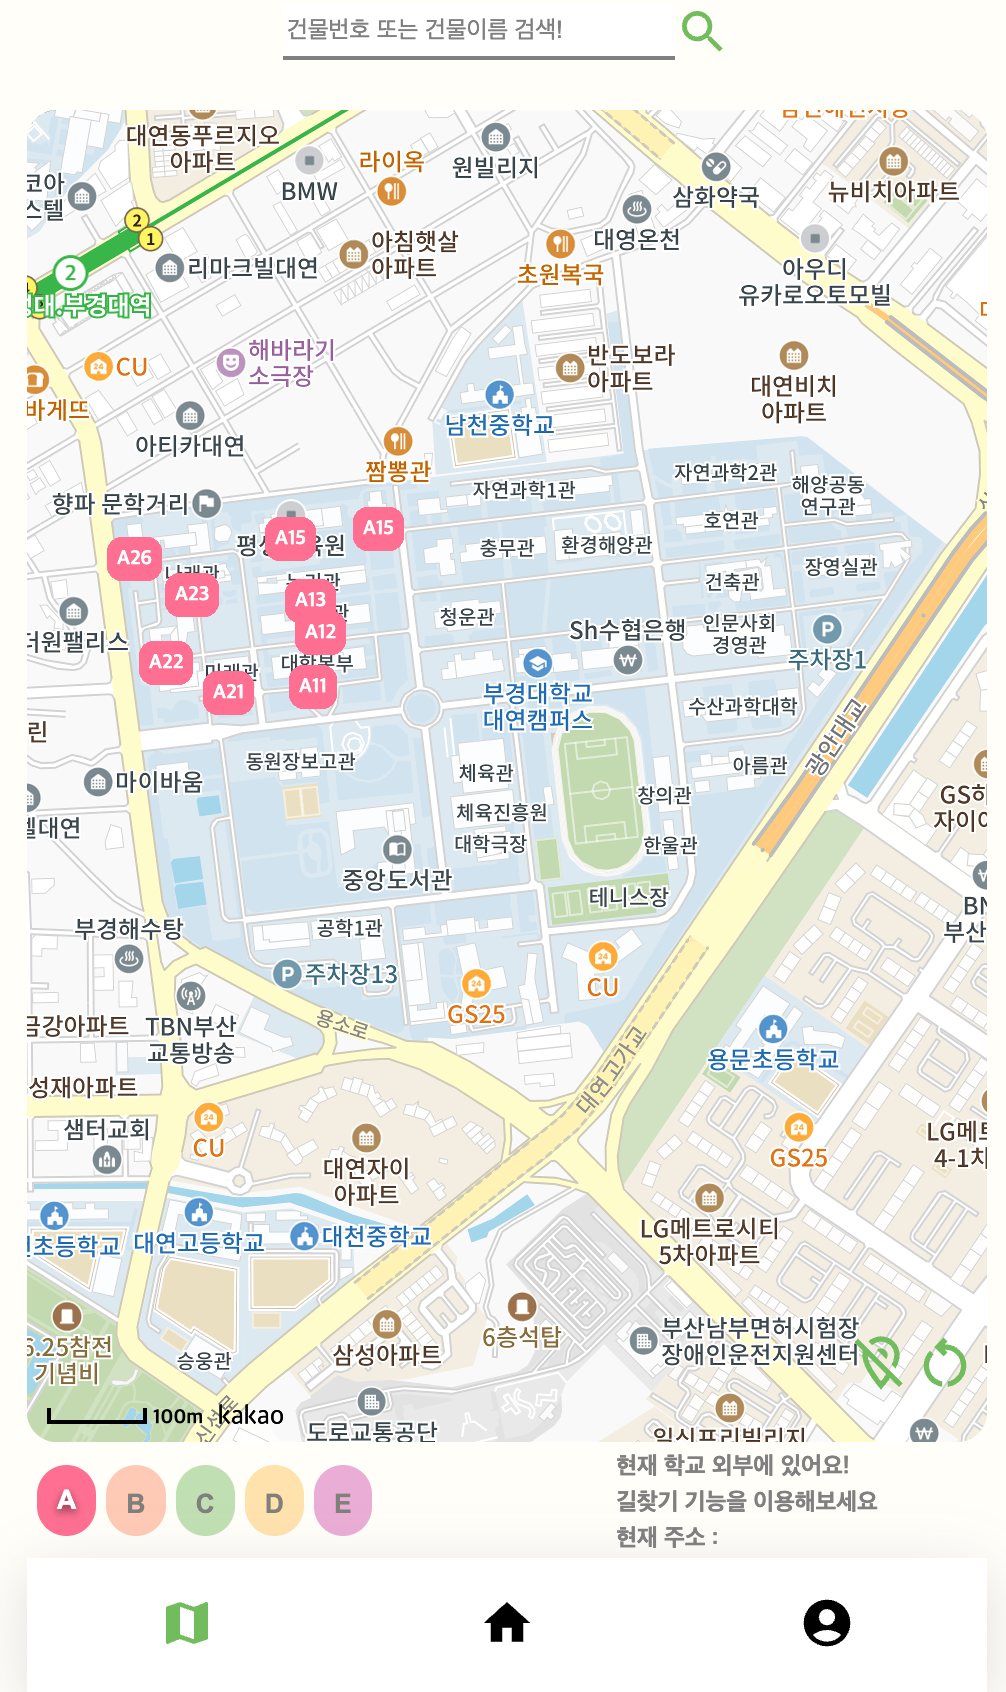 건물번호 또는 건물이름 검색!
대연동푸르지오
아파트
라이옥
원빌리지
BMW
삼화약국
뉴비치아파트
코아
스텔
2
1
아침햇살
아파트
대영온천
리마크빌대연
초원복국
아우디
유카로오토모빌
2
대.부경대역
CU
해바라기
소극장
반도보라
아파트
대연비치
아파트
바게뜨
남천중학교
아티카대연
짬뽕관
자연과학2관
향파 문학거리
자연과학1관
해양공동
연구관
호연관
A15
A15
충무관
환경해양관
A26
장영실관
A23
건축관
A13
청운관
A12
Sh수협은행
인문사회
경영관
더원팰리스
A22
대학본부
주차장1
A21
A11
부경대학교
대연캠퍼스
수산과학대학
린
동원장보고관
체육관
아름관
광안대교
마이바움
창의관
체육진흥원
대학극장
한울관
대연
중앙도서관
테니스장
부경해수탕
공학1관
주차장13
GS25
CU
금강아파트
TBN부산
교통방송
용소로
대연고가교
용문초등학교
성재아파트
샘터교회
CU
대연자이
아파트
GS25
LG메트
4-1차
초등학교
대연고등학교
대천중학교
LG메트로시티
5차아파트
6.25참전
기념비
6층석탑
부산남부면허시험장
장애인운전지원센터
삼성아파트
승웅관
100m
kakao
신선로
도로교통공단
A
B
C
D
E
현재 학교 외부에 있어요!
길찾기 기능을 이용해보세요
현재 주소 :